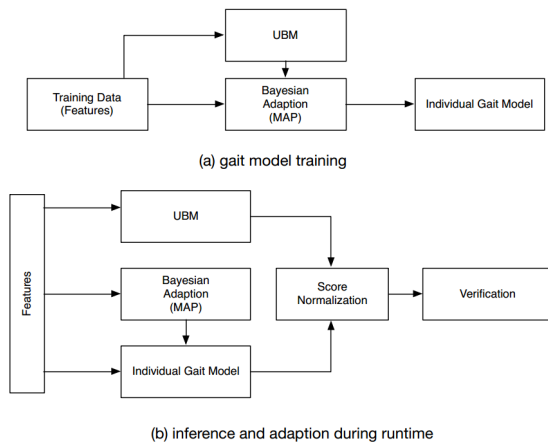 UBM
Training Data
(Features)
Bayesian
Adaption
(MAP)
Individual Gait Model
(a) gait model training
Features
UBM
Bayesian
Adaption
(MAP)
Score
Normalization
Verification
Individual Gait Model
(b) inference and adaption during runtime